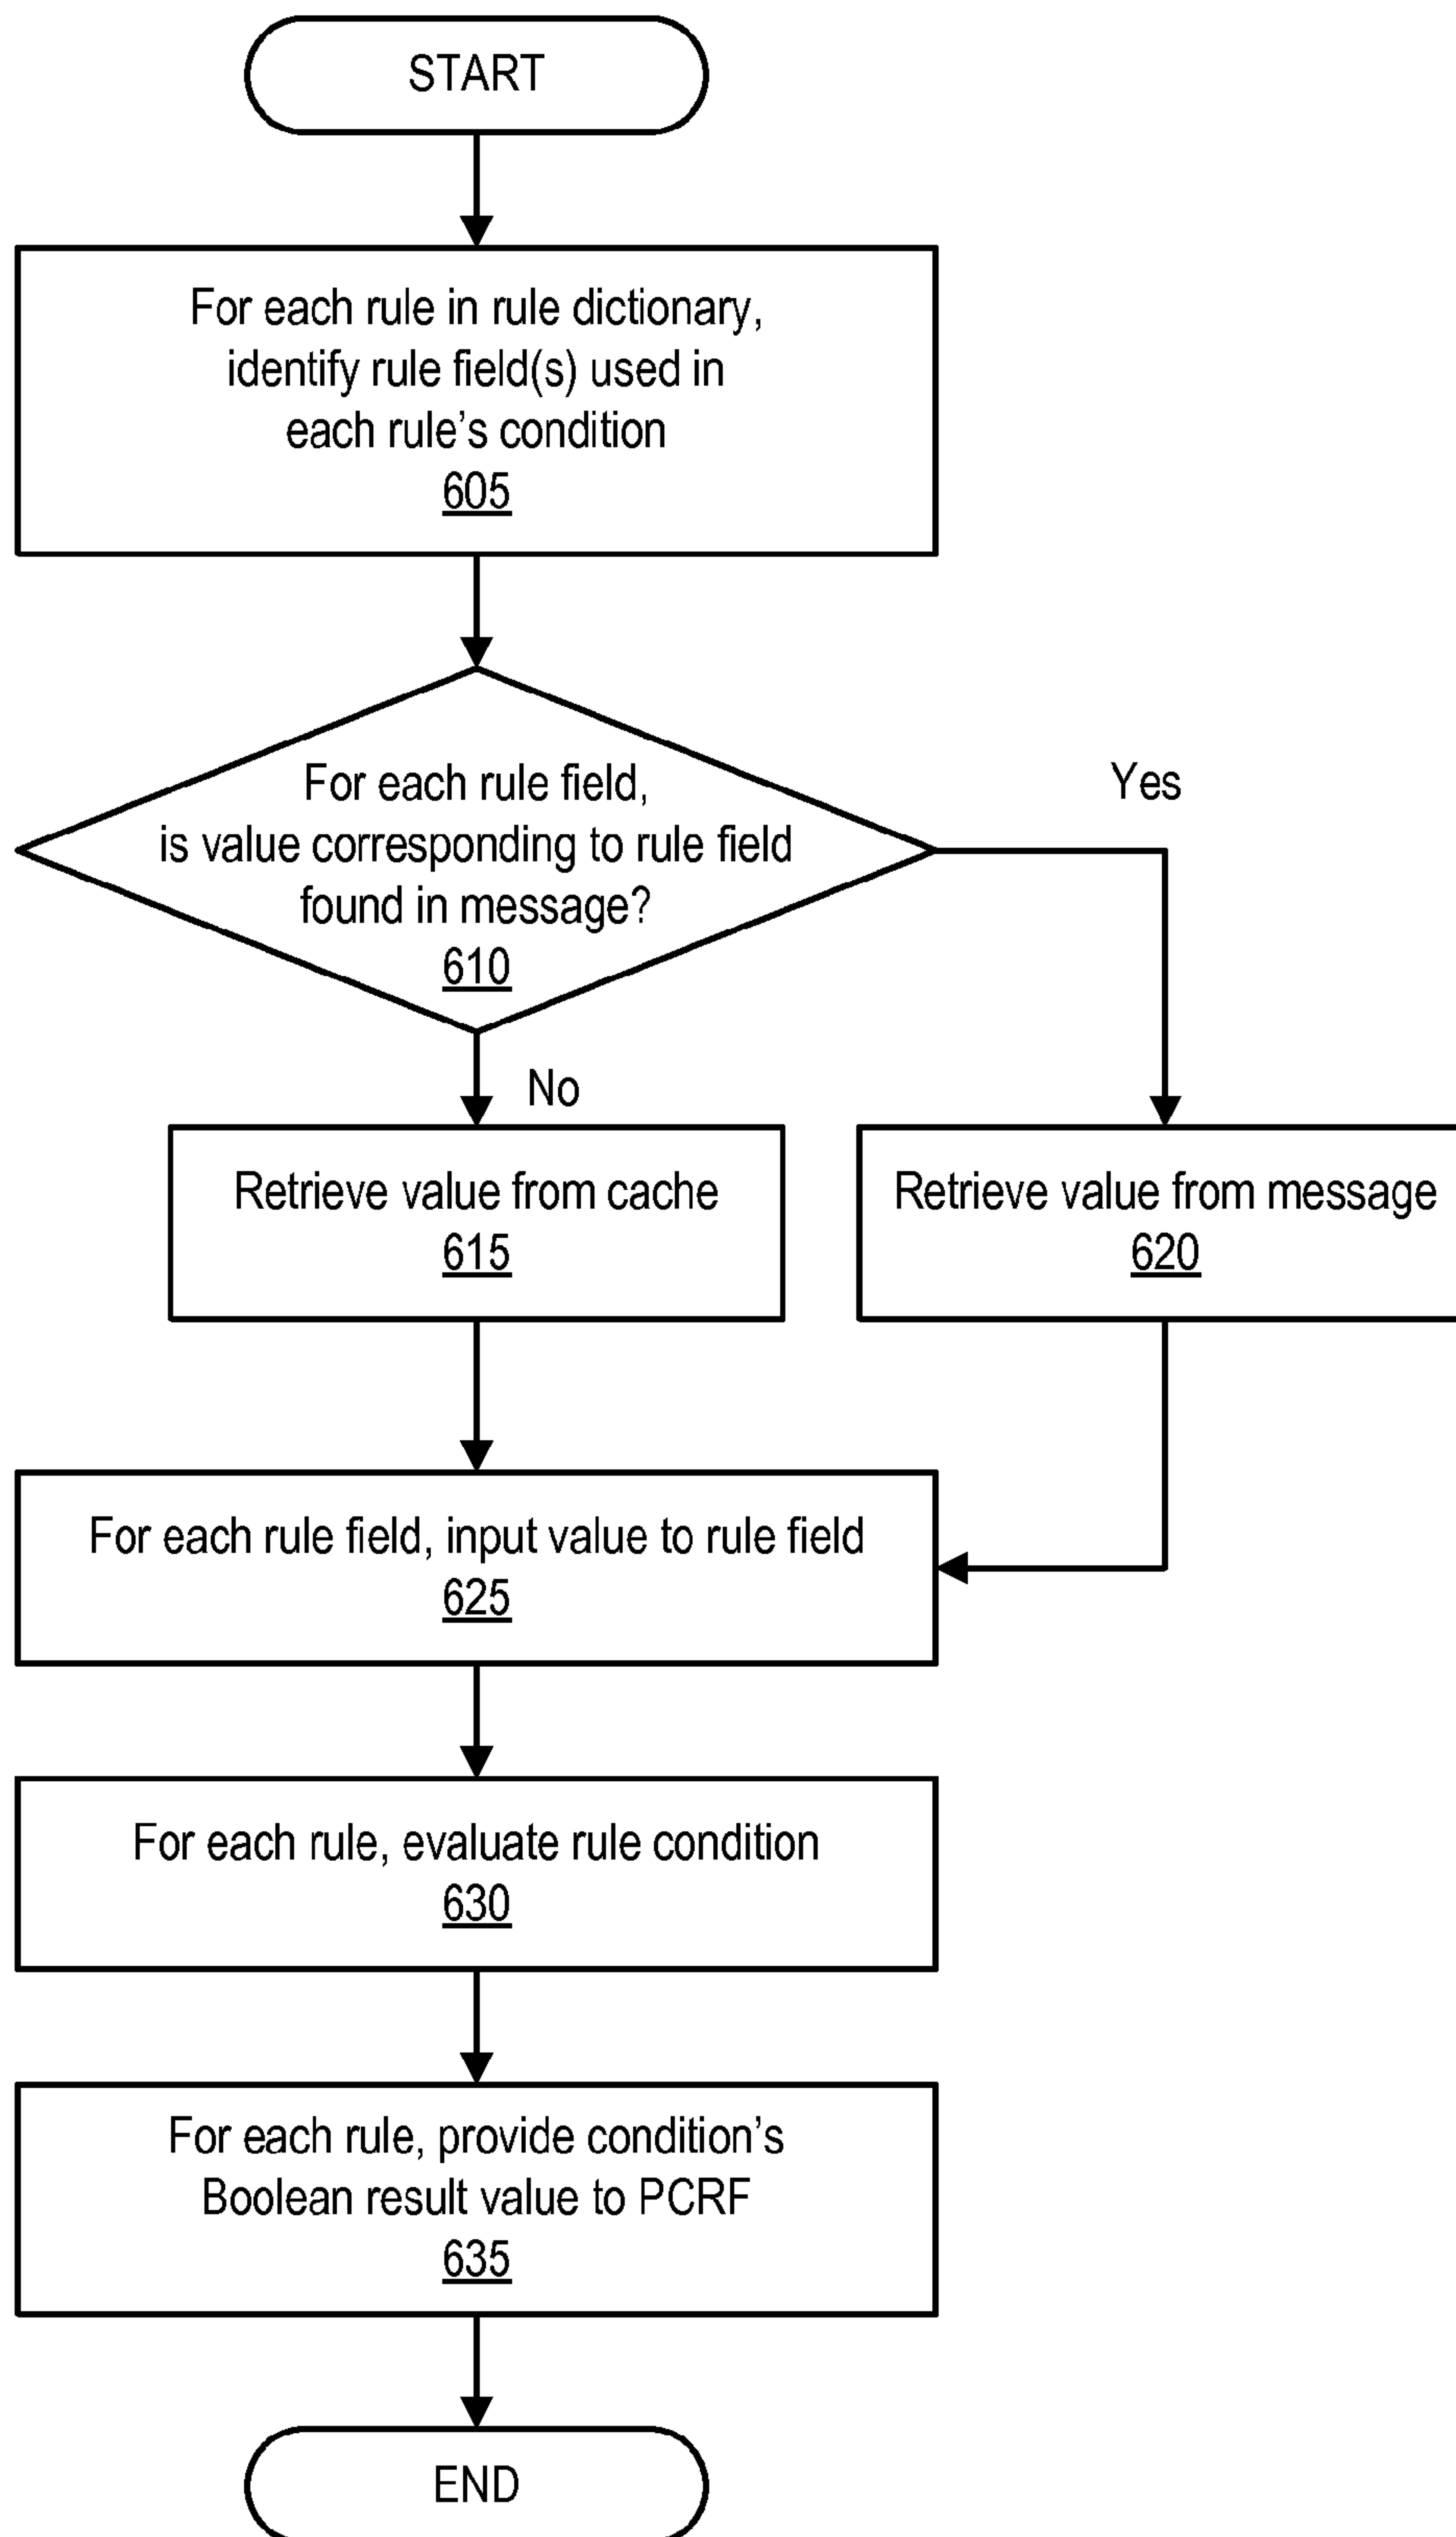 START
For each rule in rule dictionary,
identify rule field(s) used in
each rule's condition
605
For each rule field,
is value corresponding to rule field
found in message?
610
Yes
No
Retrieve value from cache
615
Retrieve value from message
620
For each rule field, input value to rule field
625
For each rule, evaluate rule condition
630
For each rule, provide condition's
Boolean result value to PCRF
635
END